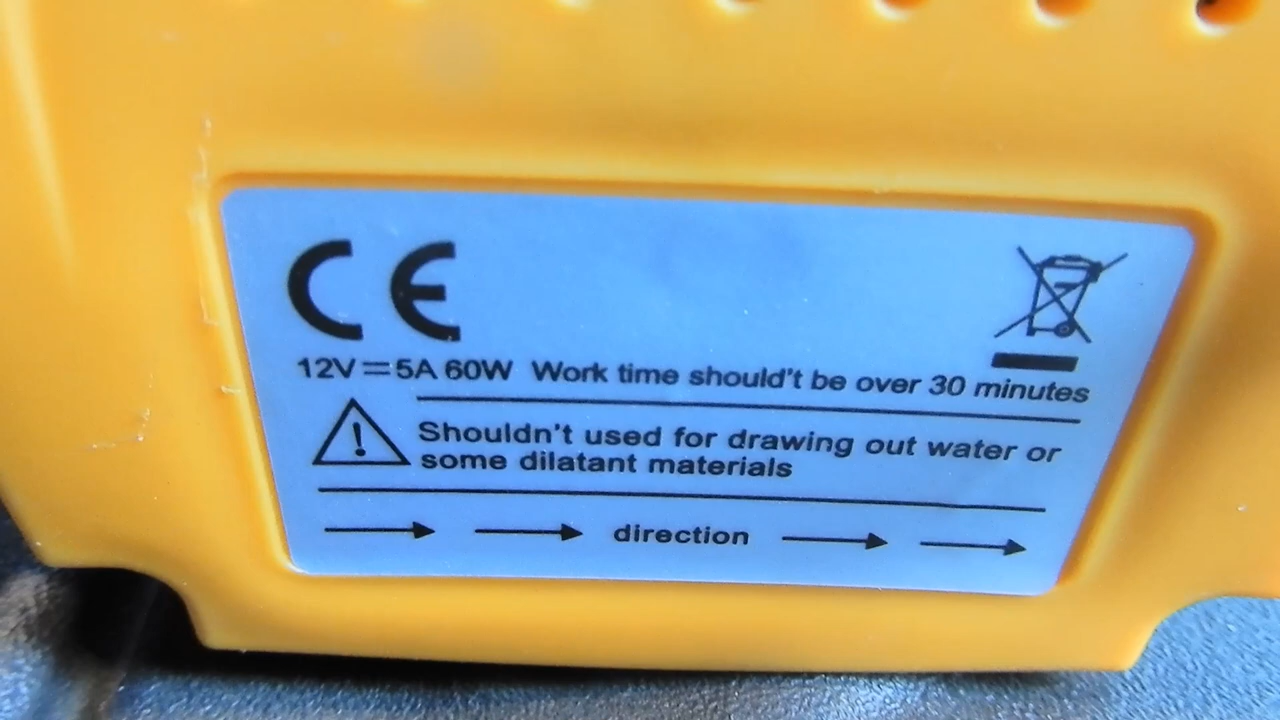 CE
12V=5A 60W Work time should't be over 30 minutes
Shouldn't used for drawing out water or
some dilatant materials
direction